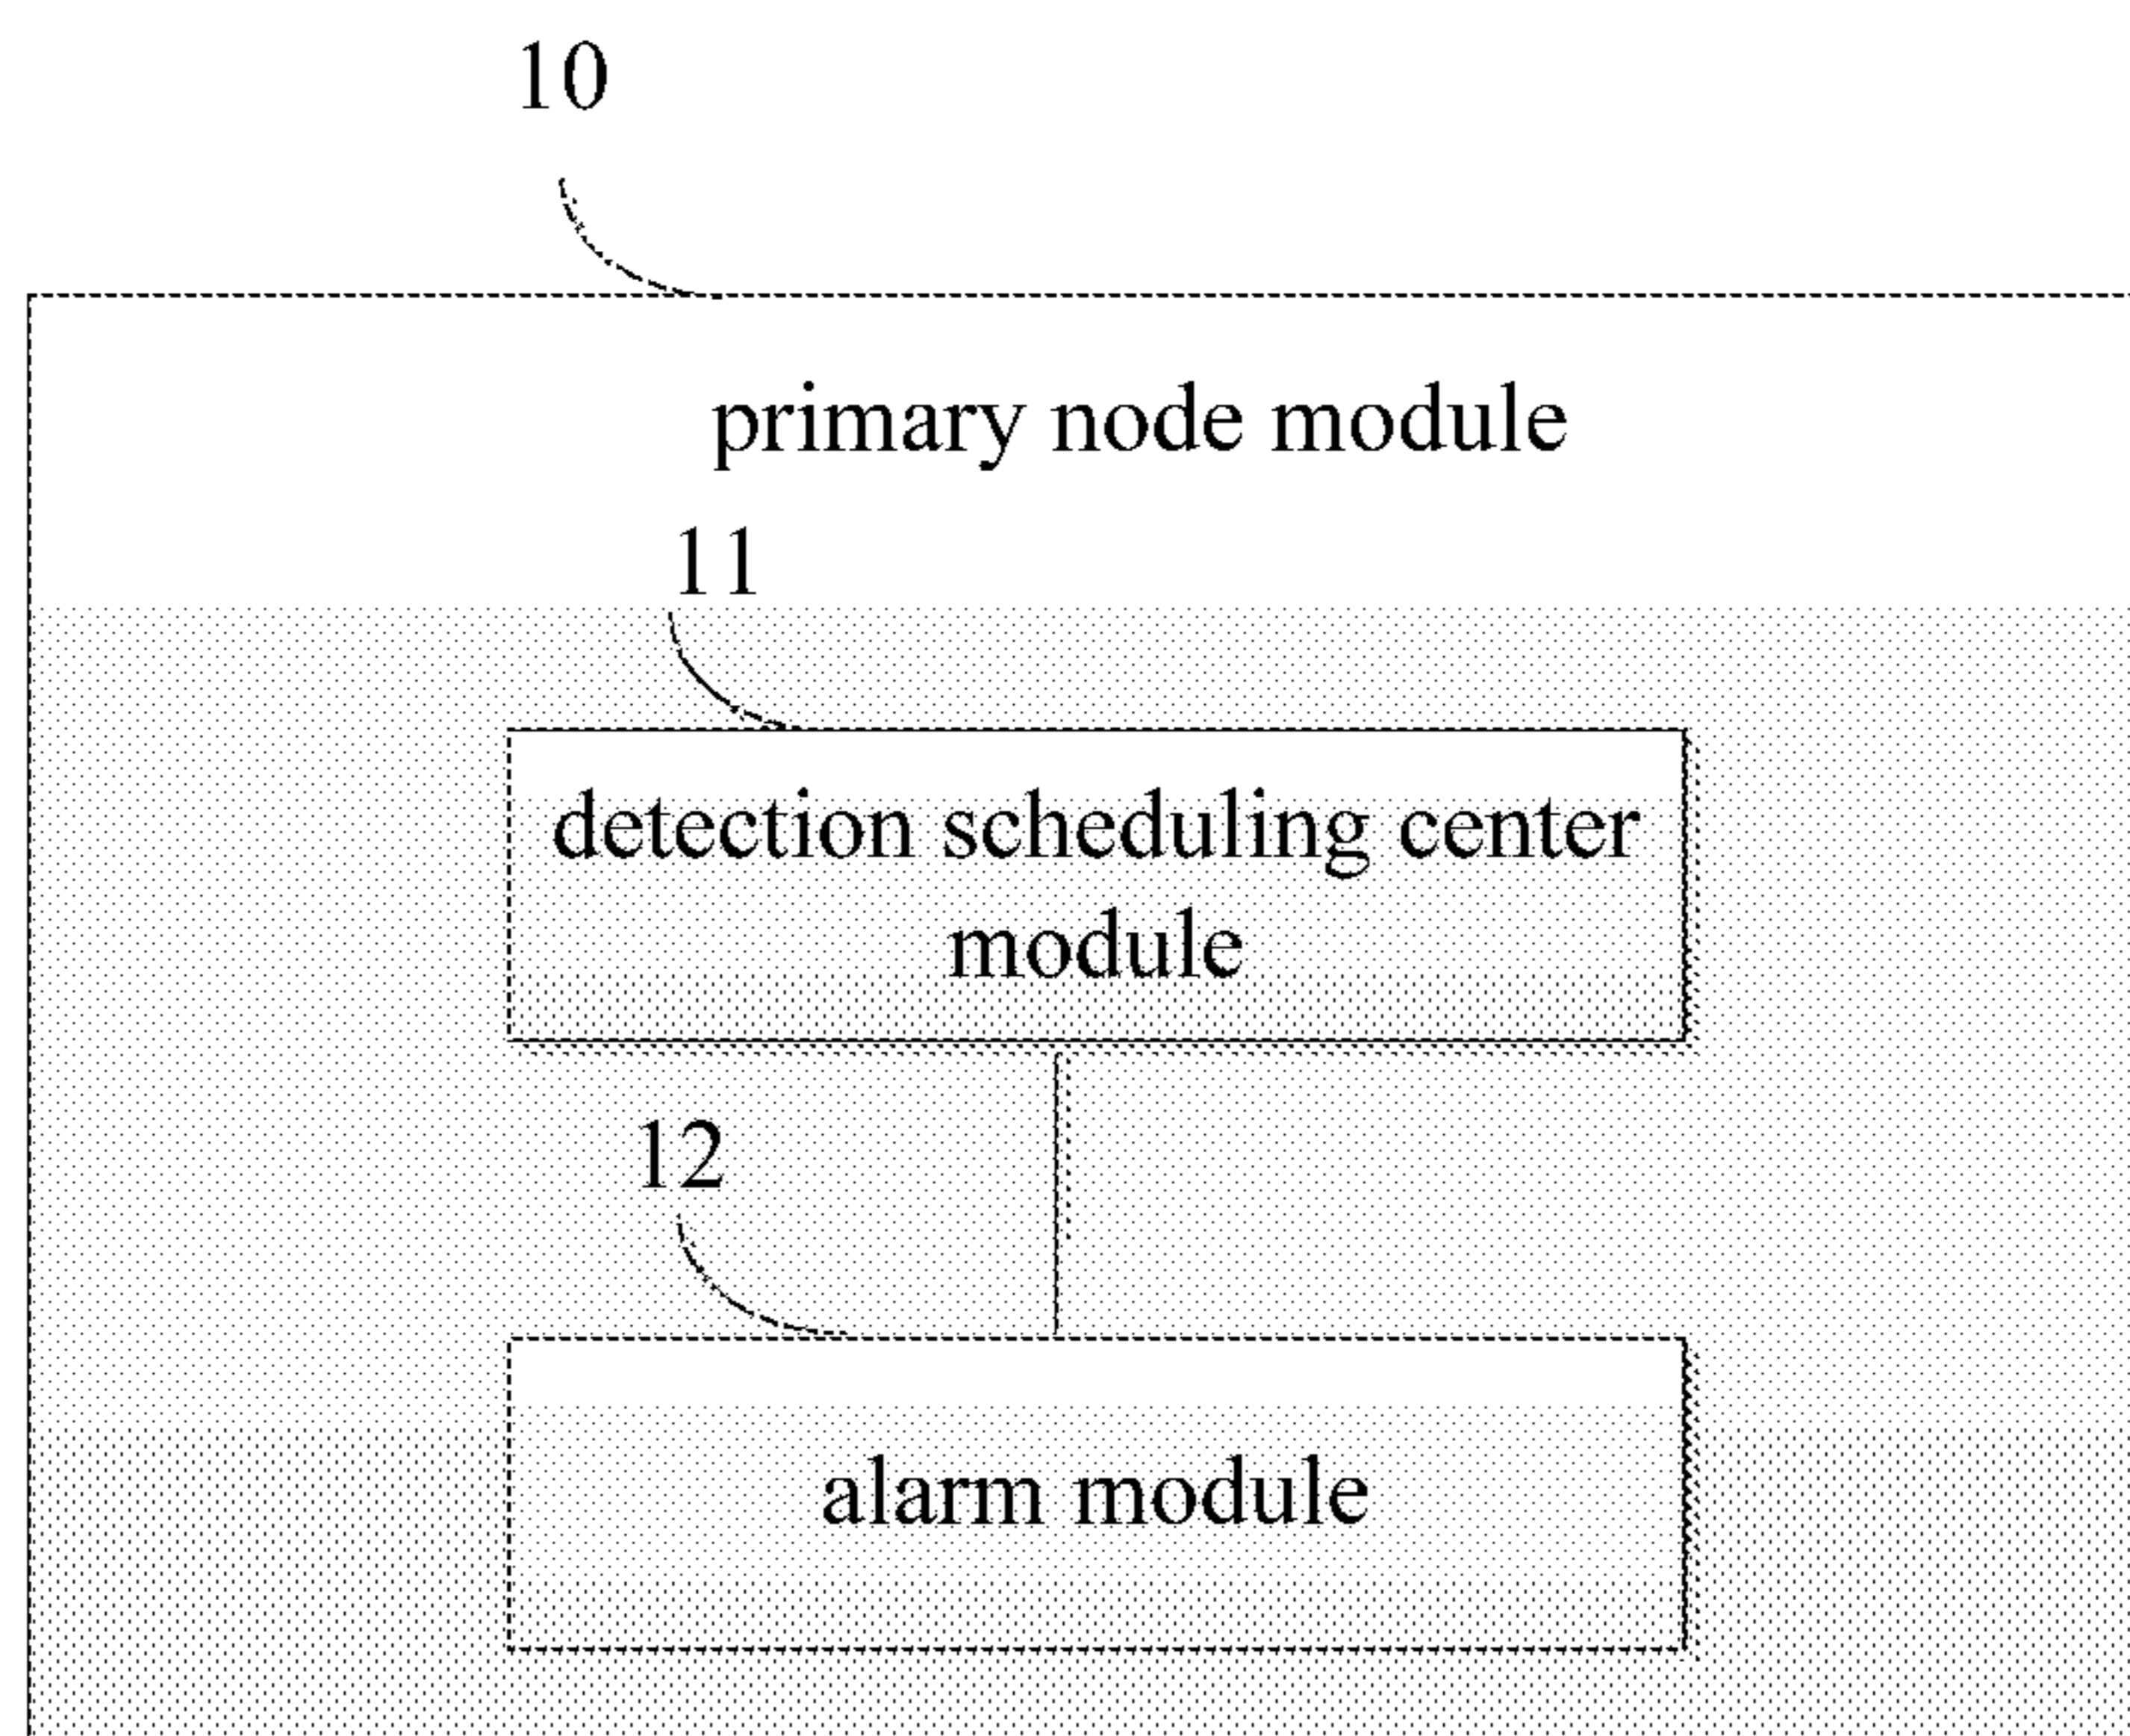 10
primary node module
11
detection scheduling center
module
12
alarm module